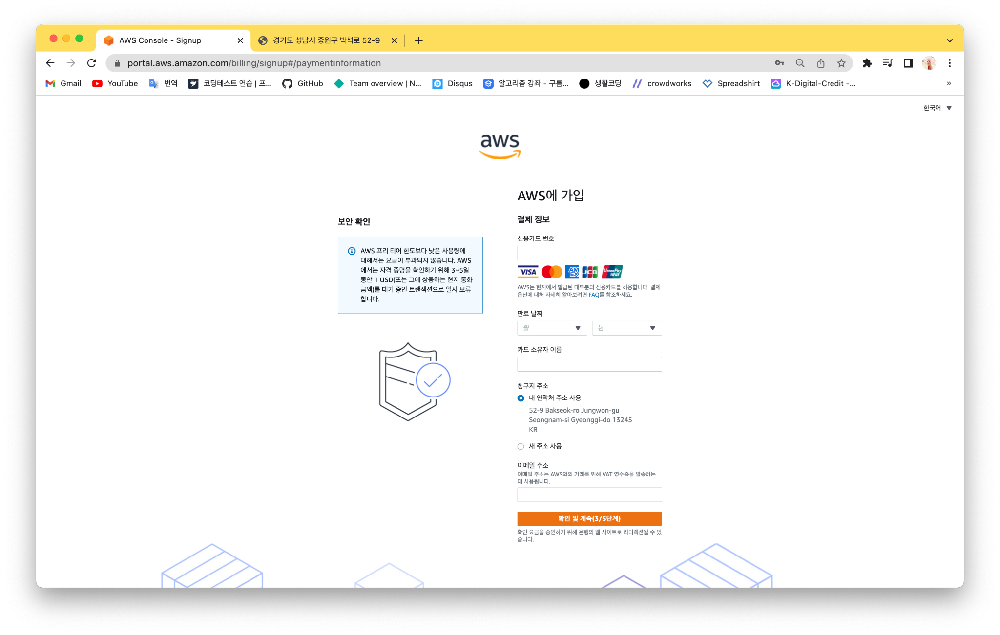 AWS Console - Signup
경기도 성남시 중원구 박석로 52-9
portal.aws.amazon.com/billing/signup#/paymentinformation
Gmail
YouTube
번역
코딩테스트 연습 | 프...
GitHub
Team overview | N...
Disqus
알고리즘 강좌 - 구름...
생활코딩
crowdworks
Spreadshirt
K-Digital-Credit -...
»
한국어
aws
보안 확인
AWS 프리 티어 한도보다 낮은 사용량에
대해서는 요금이 부과되지 않습니다. AWS
에서는 자격 증명을 확인하기 위해 3~5일
동안 1 USD(또는 그에 상응하는 현지 통화
금액)를 대기 중인 트랜잭션으로 일시 보류
합니다.
AWS에 가입
결제 정보
신용카드 번호
VISA
AM
EX
JCB
UnionPay
银联
AWS는 현지에서 발급된 대부분의 신용카드를 허용합니다. 결제
옵션에 대해 자세히 알아보려면 FAQ를 참조하세요.
만료 날짜
월
년
카드 소유자 이름
청구지 주소
내 연락처 주소 사용
52-9 Bakseok-ro Jungwon-gu
Seongnam-si Gyeonggi-do 13245
KR
새 주소 사용
이메일 주소
이메일 주소는 AWS와의 거래를 위해 VAT 영수증을 발송하는
데 사용됩니다.
확인 및 계속(3/5단계)
확인 요금을 승인하기 위해 은행의 웹 사이트로 리디렉션될 수 있
습니다.